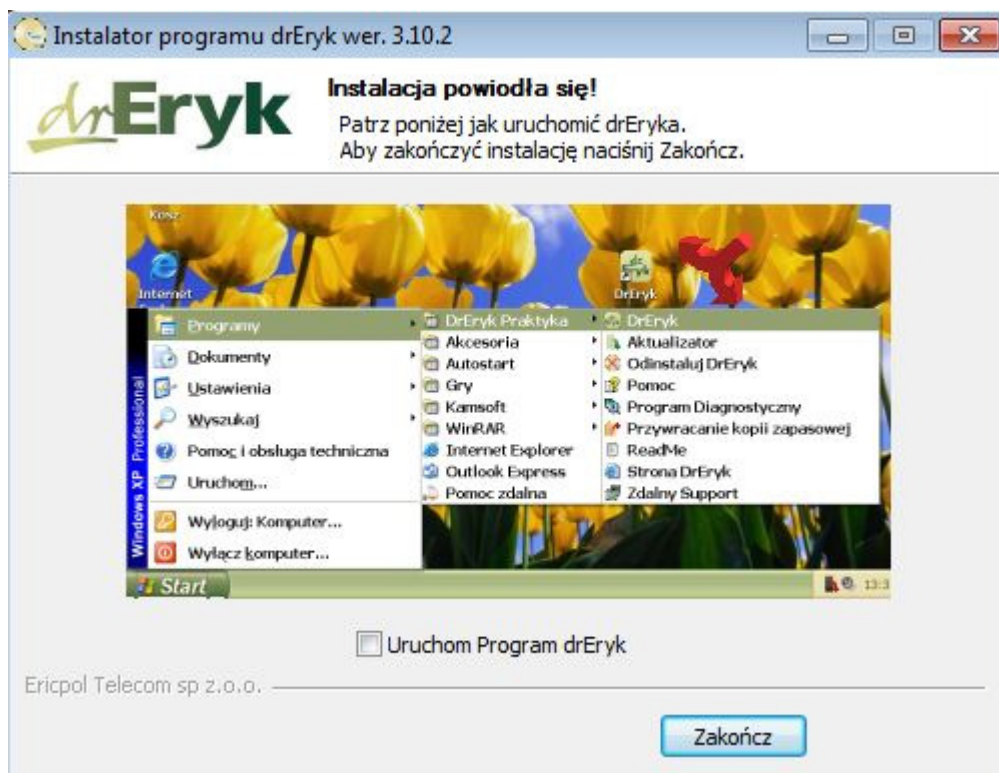 Instalator programu drEryk wer. 3.10.2
drEryk
Instalacja powiodła się!
Patrz poniżej jak uruchomić drEryka.
Aby zakończyć instalację naciśnij Zakończ.
Kosz
Internet
DrEryk
Windows XP Professional
Programy
Dokumenty
Ustawienia
Wyszukaj
Pomoc i obsługa techniczna
Uruchom...
Wyloguj: Komputer...
Wyłącz komputer...
DrEryk Praktyka
Akcesoria
Autostart
Gry
Kamsoft
WinRAR
Internet Explorer
Outlook Express
Pomoc zdalna
DrEryk
Aktualizator
Odinstaluj DrEryk
Pomoc
Program Diagnostyczny
Przywracanie kopii zapasowej
ReadMe
Strona DrEryk
Zdalny Support
Start
Uruchom Program drEryk
Ericpol Telecom sp z.o.o.
Zakończ